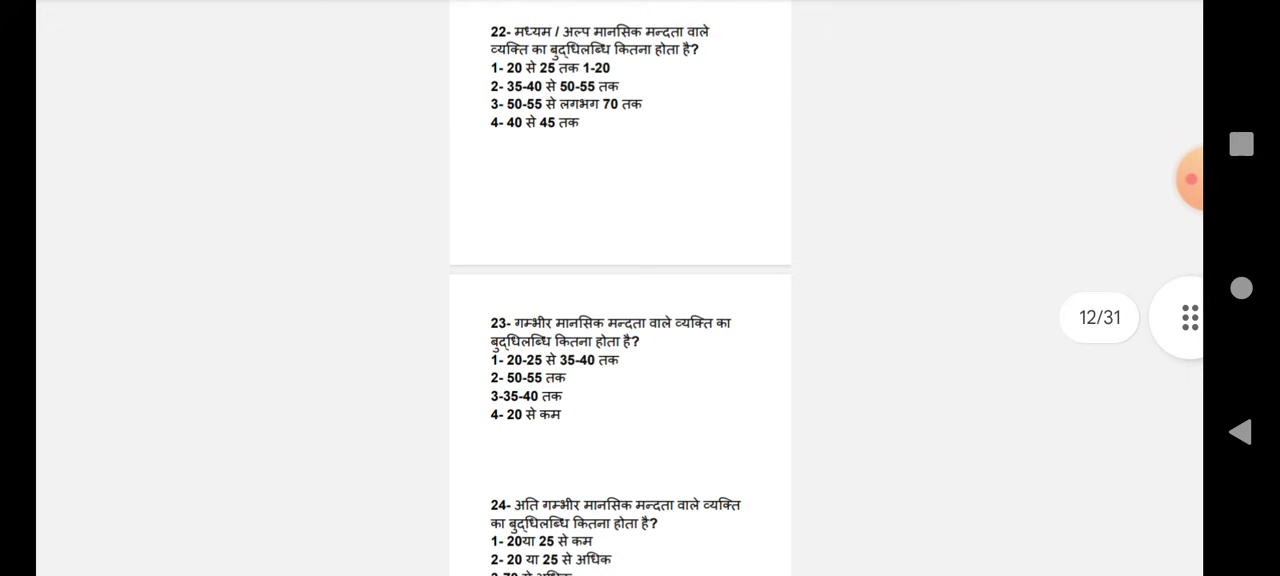 22- मध्यम / अल्प मानसिक मन्दता वाले
व्यक्ति का बुद्धिलब्धि कितना होता है?
1- 20 से 25 तक 1-20
2- 35-40 से 50-55 तक
3- 50-55 से लगभग 70 तक
4- 40 से 45 तक
23- गम्भीर मानसिक मन्दता वाले व्यक्ति का
बुद्धिलब्धि कितना होता है?
1- 20-25 से 35-40 तक
2- 50-55 तक
3-35-40 तक
4- 20 से कम
24- अति गम्भीर मानसिक मन्दता वाले व्यक्ति
का बुद्धिलब्धि कितना होता है?
1- 20या 25 से कम
2- 20 या 25 से अधिक
3-70 से अधिक
12/31